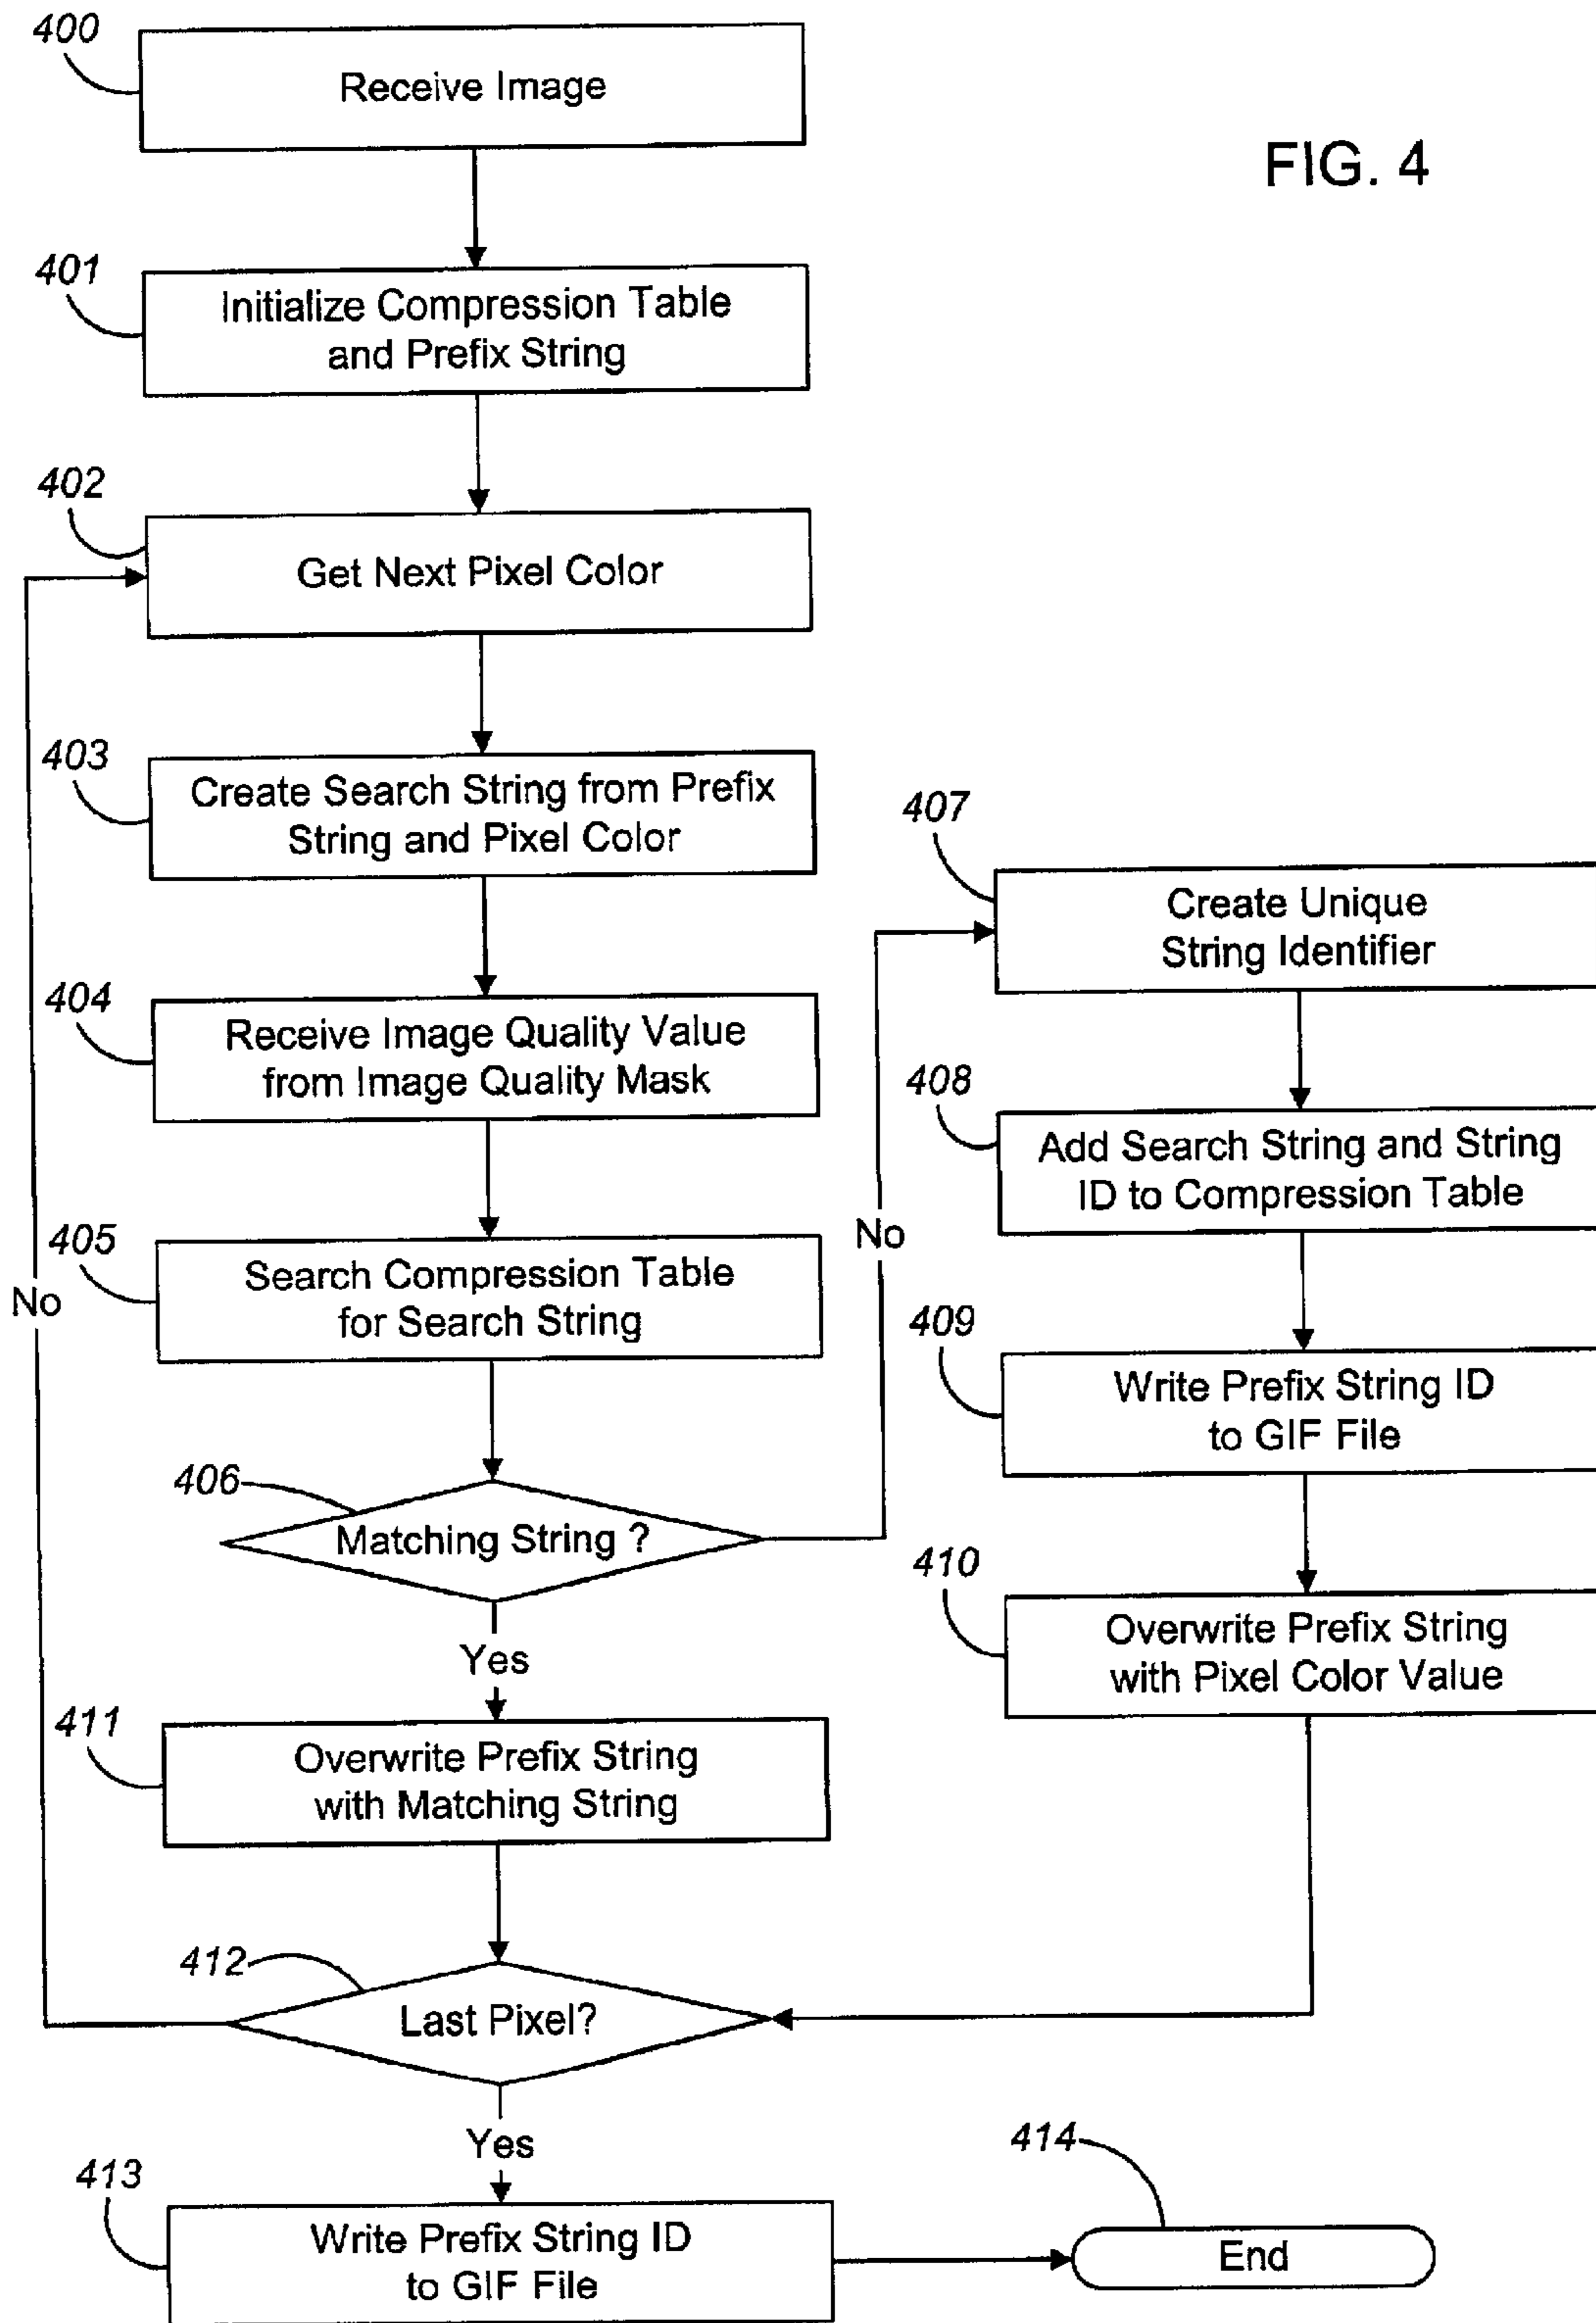 FIG. 4
400
Receive Image
401
Initialize Compression Table
and Prefix String
402
Get Next Pixel Color
403
Create Search String from Prefix
String and Pixel Color
404
Receive Image Quality Value
from Image Quality Mask
405
Search Compression Table
for Search String
406
Matching String ?
No
407
Create Unique
String Identifier
408
Add Search String and String
ID to Compression Table
409
Write Prefix String ID
to GIF File
410
Overwrite Prefix String
with Pixel Color Value
Yes
411
Overwrite Prefix String
with Matching String
412
Last Pixel?
No
Yes
413
Write Prefix String ID
to GIF File
414
End